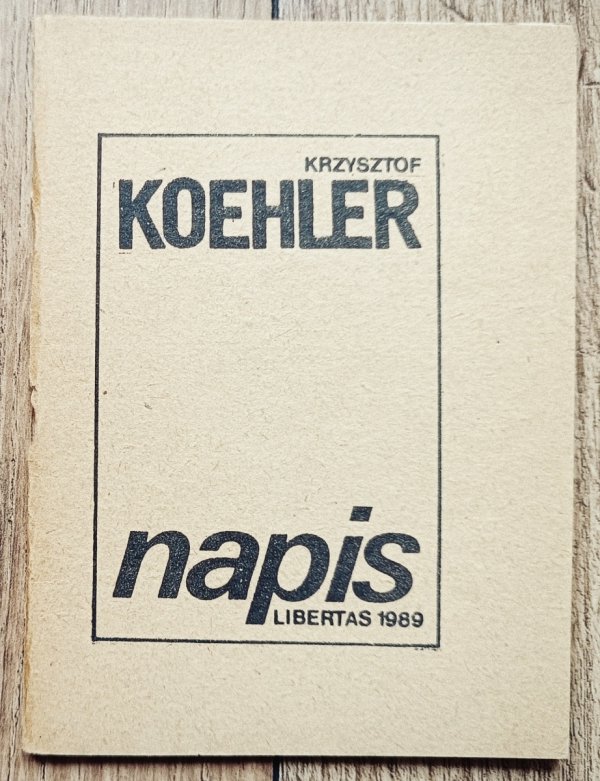 KRZYSZTOF
KOEHLER
napis
LIBERTAS 1989